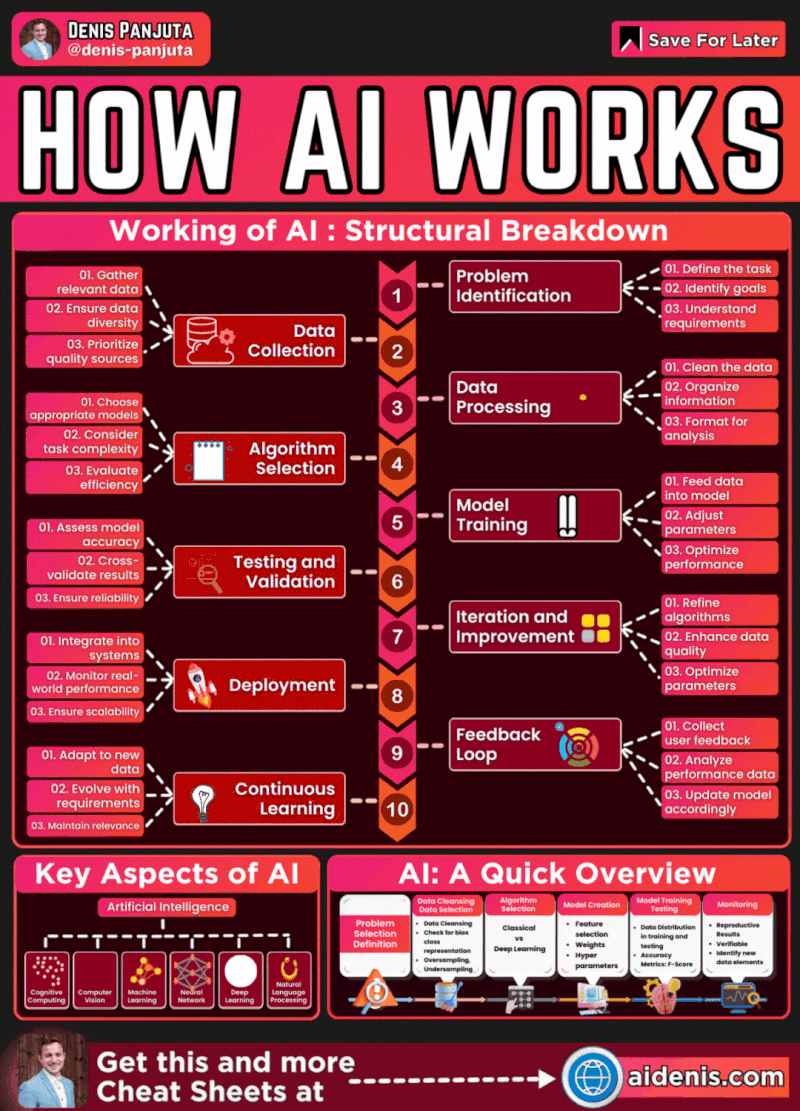 DENIS PANJUTA
@denis-panjuta
Save For Later
HOW AI WORKS
Working of AI : Structural Breakdown
1
Problem
Identification
01. Define the task
02. Identify goals
03. Understand
requirements
01. Gather
relevant data
02. Ensure data
diversity
03. Prioritize
quality sources
Data
Collection
2
3
Data
Processing
01. Clean the data
02. Organize
information
03. Format for
analysis
01. Choose
appropriate models
02. Consider
task complexity
03. Evaluate
efficiency
Algorithm
Selection
4
5
Model
Training
01. Feed data
into model
02. Adjust
parameters
03. Optimize
performance
01. Assess model
accuracy
02. Cross-
validate results
03. Ensure reliability
Testing and
Validation
6
7
Iteration and
Improvement
01. Refine
algorithms
02. Enhance data
quality
03. Optimize
parameters
01. Integrate into
systems
02. Monitor real-
world performance
03. Ensure scalability
Deployment
8
9
Feedback
Loop
01. Collect
user feedback
02. Analyze
performance data
03. Update model
accordingly
01. Adapt to new
data
02. Evolve with
requirements
03. Maintain relevance
Continuous
Learning
10
Key Aspects of AI
Artificial Intelligence
Cognitive
Computing
Computer
Vision
Machine
Learning
Neural
Network
Deep
Learning
Natural
Language
Processing
AI: A Quick Overview
Problem
Selection
Definition
Data Cleansing
Data Selection
• Data Cleansing
• Check for bias
class
representation
• Oversampling,
Undersampling
Algorithm
Selection
Classical
vs
Deep Learning
Model Creation
• Feature
selection
• Weights
• Hyper
parameters
Model Training
Testing
• Data Distribution
in training and
testing
• Accuracy
Metrics: F-Score
Monitoring
• Reproductive
Results
• Verifiable
• Identify new
data elements
Get this and more
Cheat Sheets at
aidenis.com